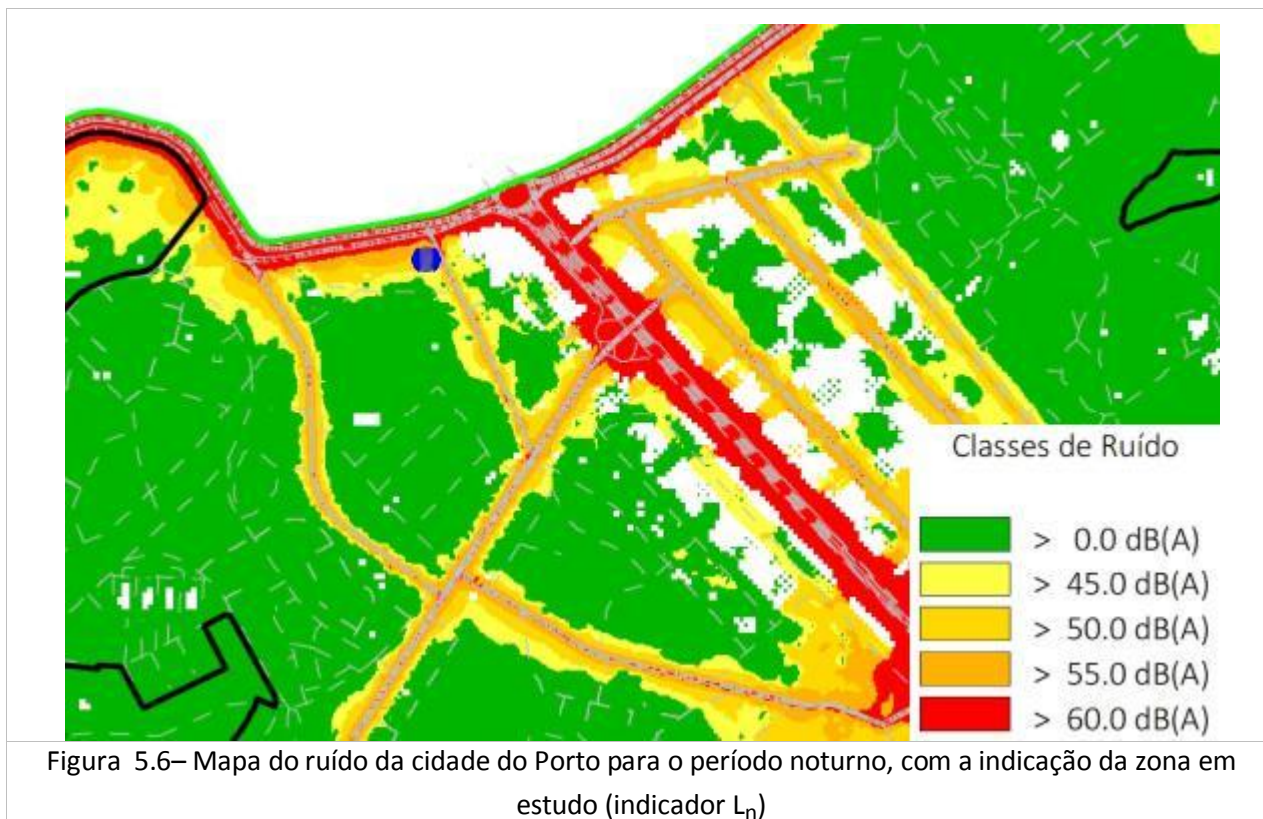 Classes de Ruído
> 0.0 dB(A)
> 45.0 dB(A)
> 50.0 dB(A)
> 55.0 dB(A)
> 60.0 dB(A)
Figura 5.6– Mapa do ruído da cidade do Porto para o período noturno, com a indicação da zona em
estudo (indicador Ln)